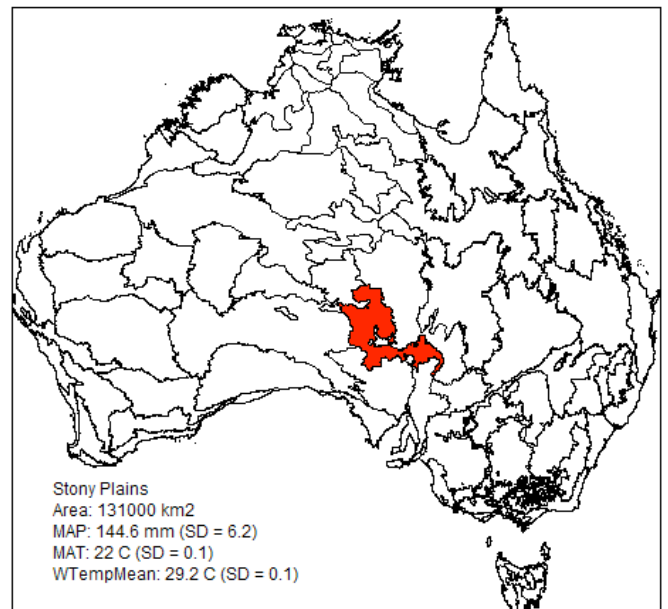 Stony Plains
Area: 131000 km2
MAP: 144.6 mm (SD = 6.2)
MAT: 22 C (SD = 0.1)
WTempMean: 29.2 C (SD = 0.1)